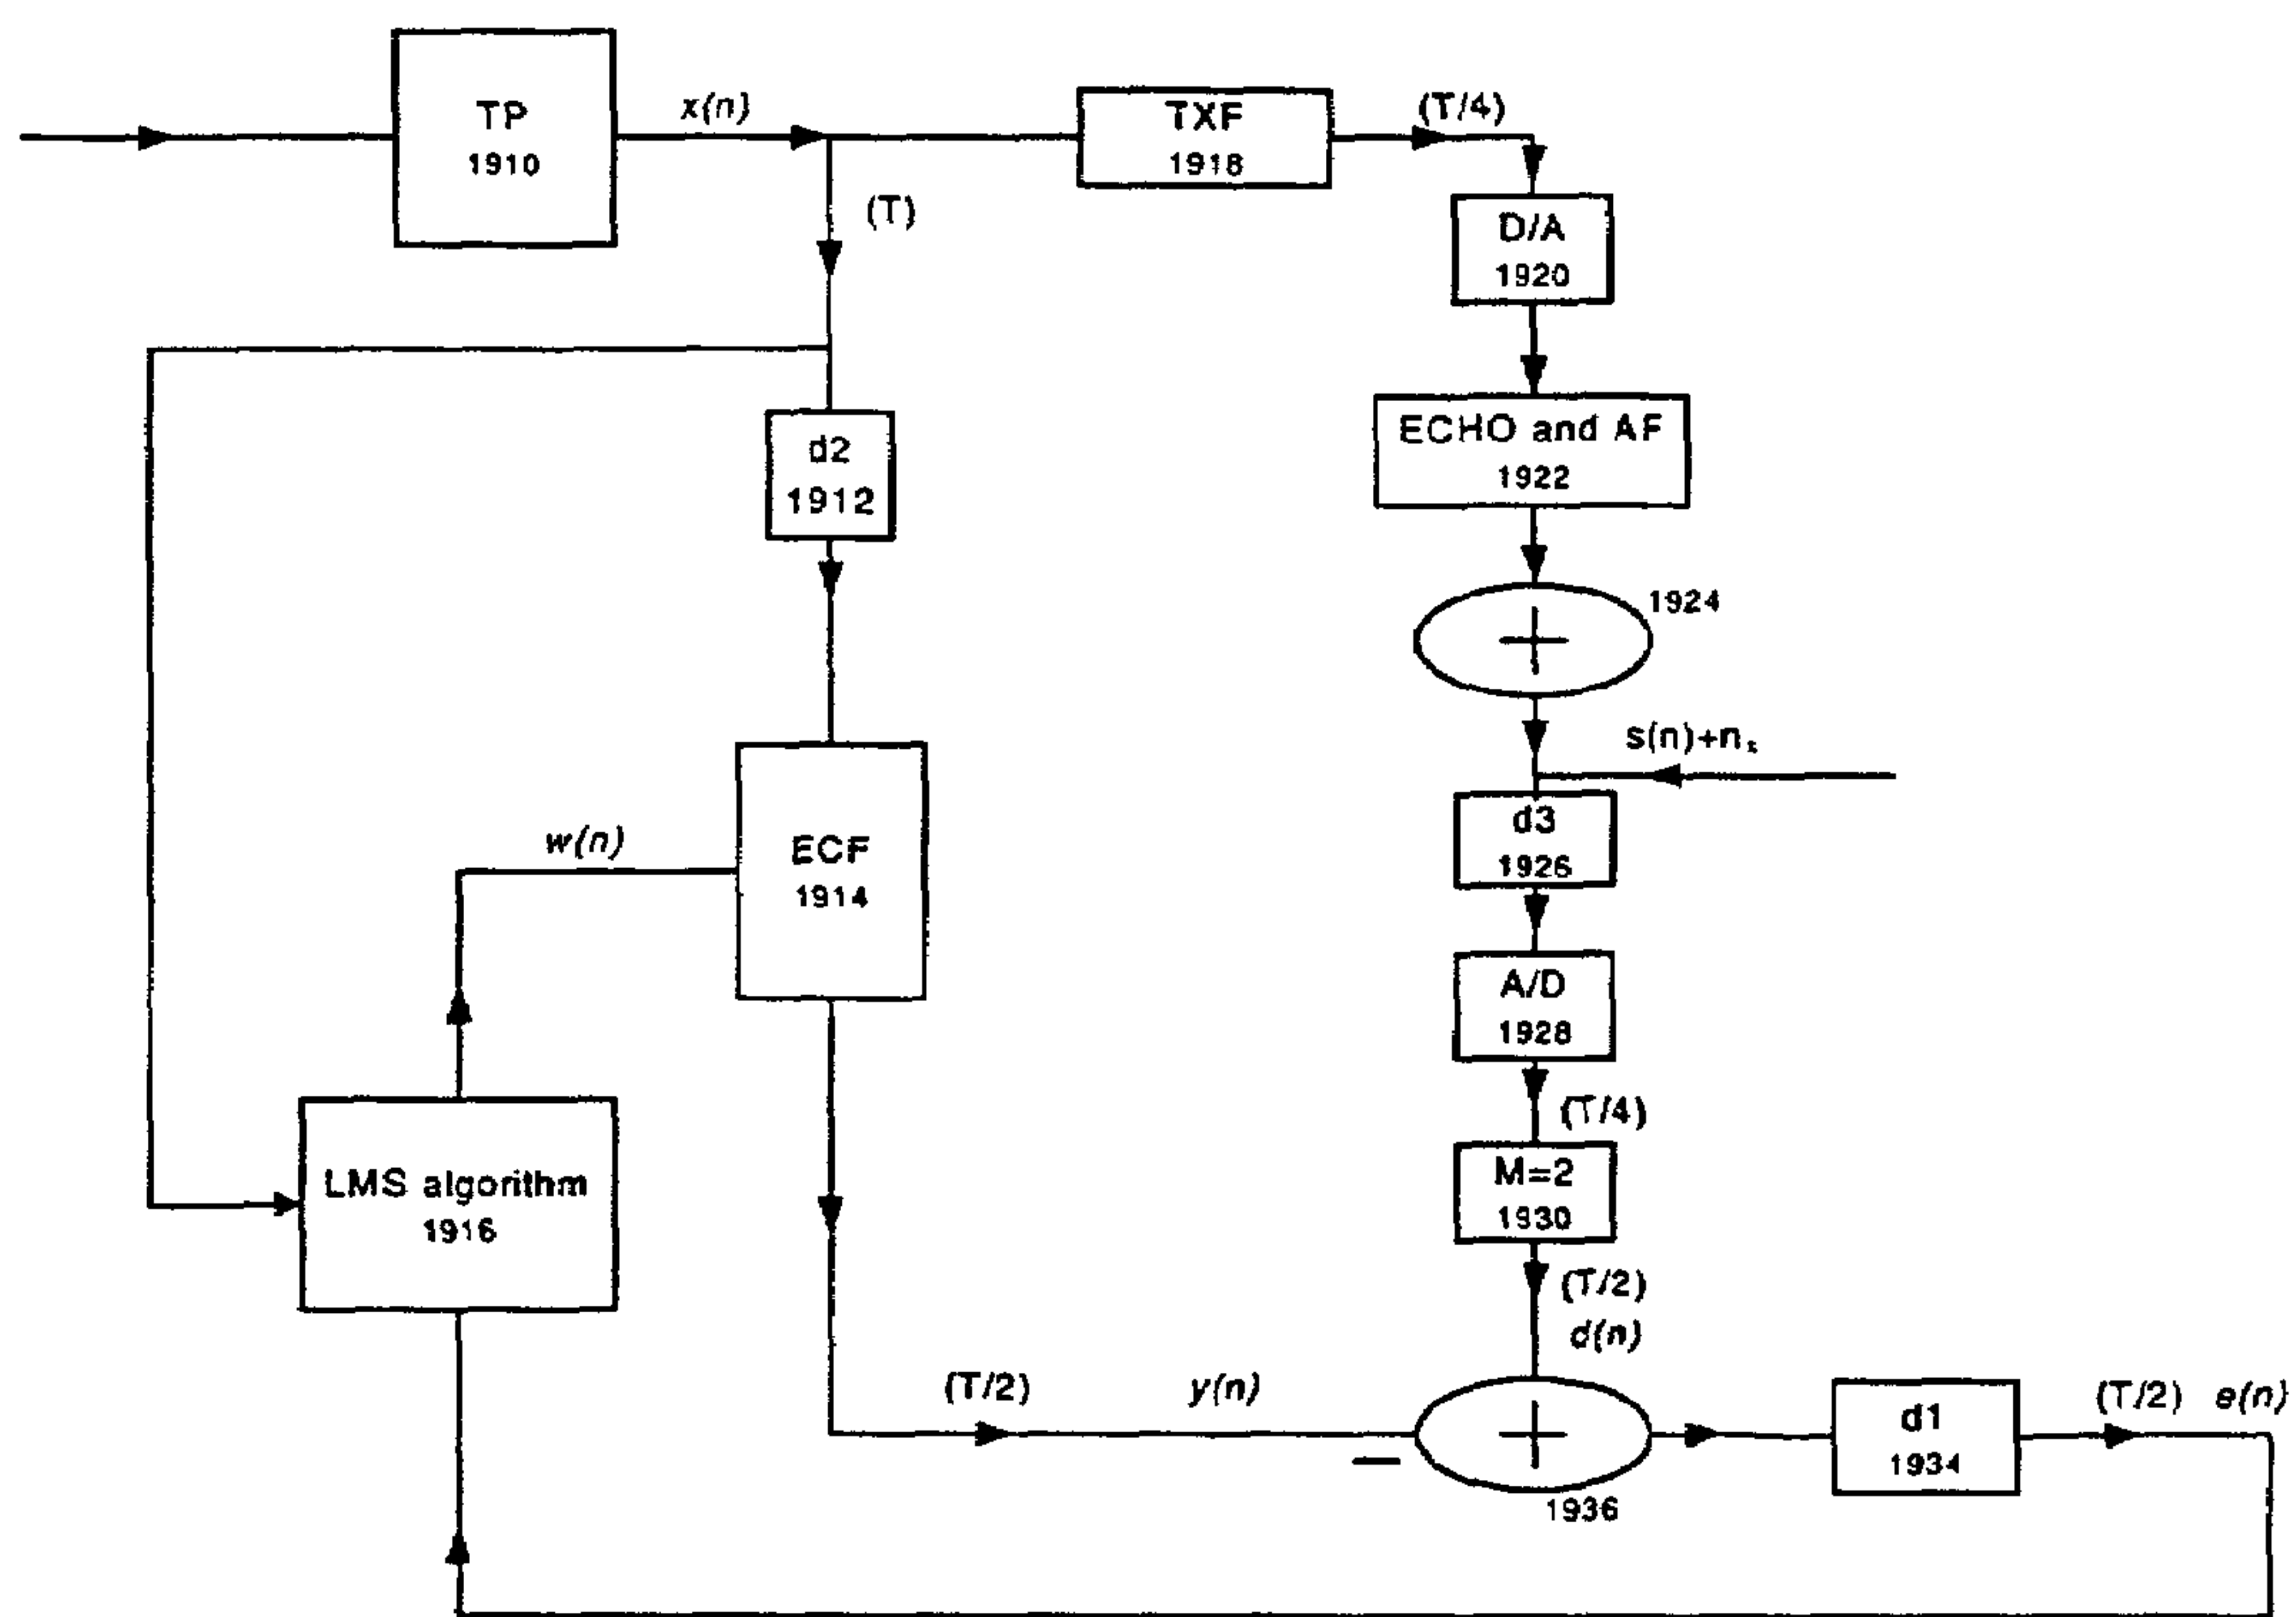 TP
1910
x(n)
TXF
1918
(T/4)
(T)
D/A
1920
d2
1912
ECHO and AF
1922
+
1924
s(n)+n
d3
1926
w(n)
ECF
1914
A/D
1928
(T/4)
M=2
1930
LMS algorithm
1916
(T/2)
d(n)
(T/2)
y(n)
–
+
1936
d1
1934
(T/2)
e(n)